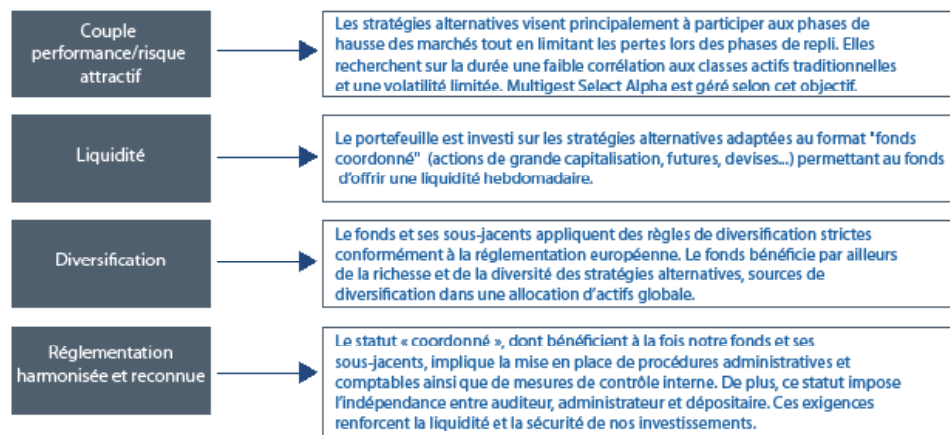 Couple
performance/risque
attractif
Les stratégies alternatives visent principalement à participer aux phases de
hausse des marchés tout en limitant les pertes lors des phases de repli. Elles
recherchent sur la durée une faible corrélation aux classes actifs traditionnelles
et une volatilité limitée. Multigest Select Alpha est géré selon cet objectif.
Liquidité
Le portefeuille est investi sur les stratégies alternatives adaptées au format "fonds
coordonné" (actions de grande capitalisation, futures, devises...) permettant au fonds
d'offrir une liquidité hebdomadaire.
Diversification
Le fonds et ses sous-jacents appliquent des règles de diversification strictes
conformément à la réglementation européenne. Le fonds bénéficie par ailleurs
de la richesse et de la diversité des stratégies alternatives, sources de
diversification dans une allocation d'actifs globale.
Réglementation
harmonisée et reconnue
Le statut « coordonné », dont bénéficient à la fois notre fonds et ses
sous-jacents, implique la mise en place de procédures administratives et
comptables ainsi que de mesures de contrôle interne. De plus, ce statut impose
l'indépendance entre auditeur, administrateur et dépositaire. Ces exigences
renforcent la liquidité et la sécurité de nos investissements.